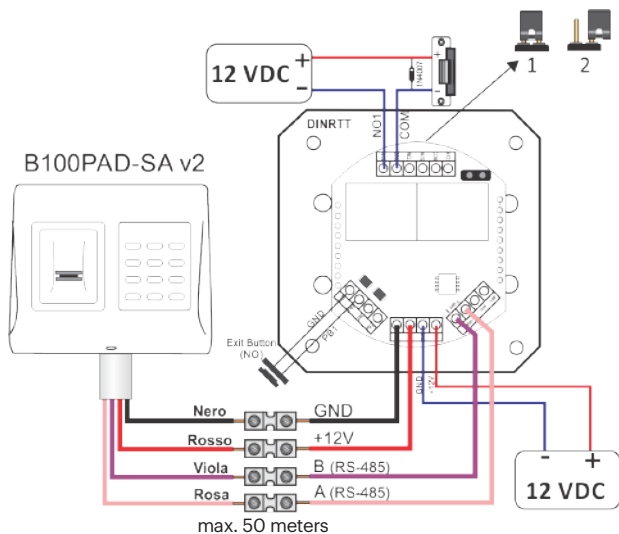 1 2
+
12 VDC
-
+
1N4007
-
DINRTT
NO1
COM
B100PAD-SA v2
GND
PB1
Exit Button
(NO)
GND
+12V
Nero GND
Rosso +12V
Viola B (RS-485)
Rosa A (RS-485)
max. 50 meters
- +
12 VDC